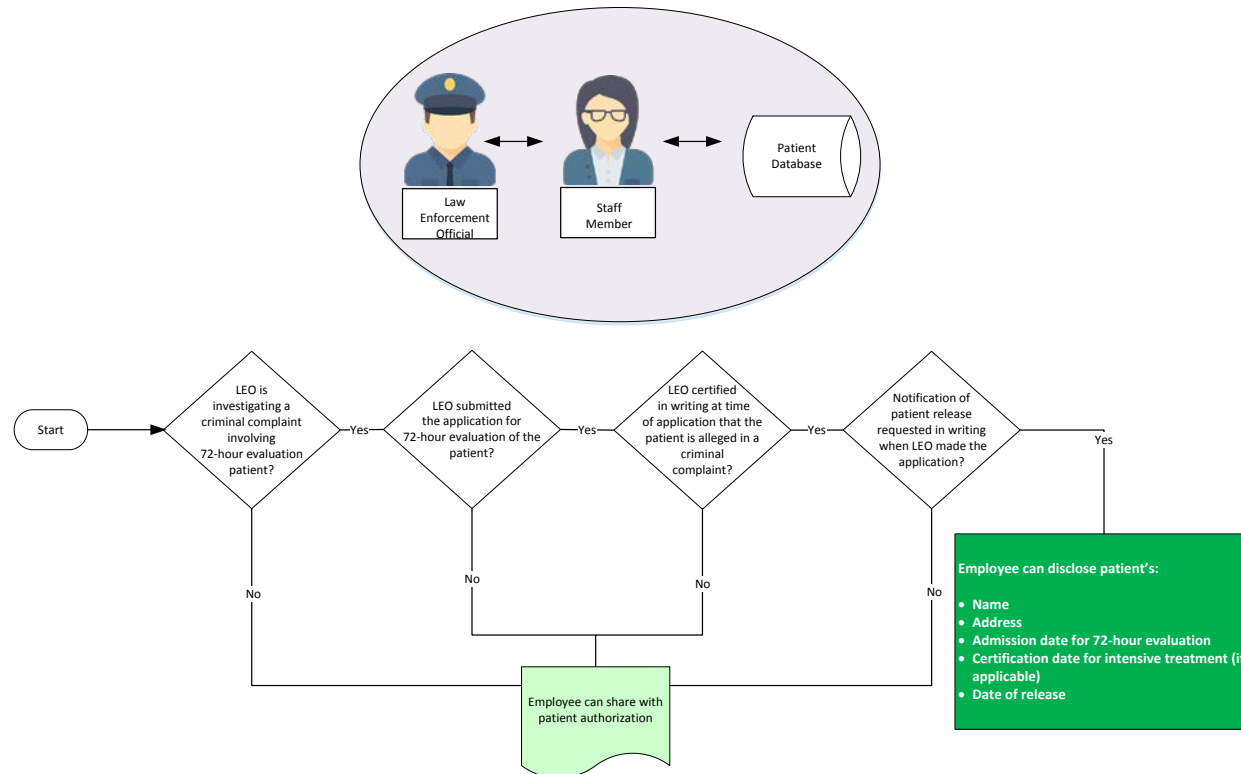 Law
Enforcement
Official
Staff
Member
Patient
Database
Start
LEO is
investigating a
criminal complaint
involving
72-hour evaluation
patient?
Yes
LEO submitted
the application for
72-hour evaluation of the
patient?
Yes
LEO certified
in writing at time
of application that the
patient is alleged in a
criminal
complaint?
Yes
Notification of
patient release
requested in writing
when LEO made the
application?
Yes
No
No
No
No
Employee can share with
patient authorization
Employee can disclose patient's:
• Name
• Address
• Admission date for 72-hour evaluation
• Certification date for intensive treatment (if
applicable)
• Date of release